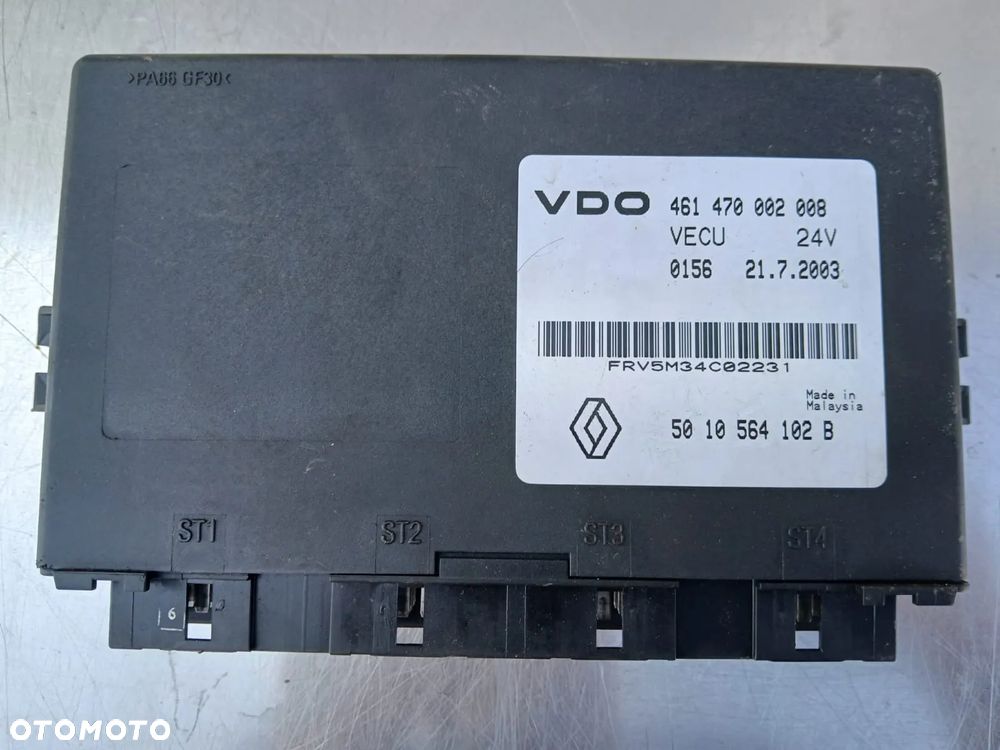 >PA66 GF30<
VDO 461 470 002 008
VECU 24V
0156 21.7.2003
FRV5M34C02231
Made in
Malaysia
50 10 564 102 B
ST1 ST2 ST3 ST4
6
OTOMOTO